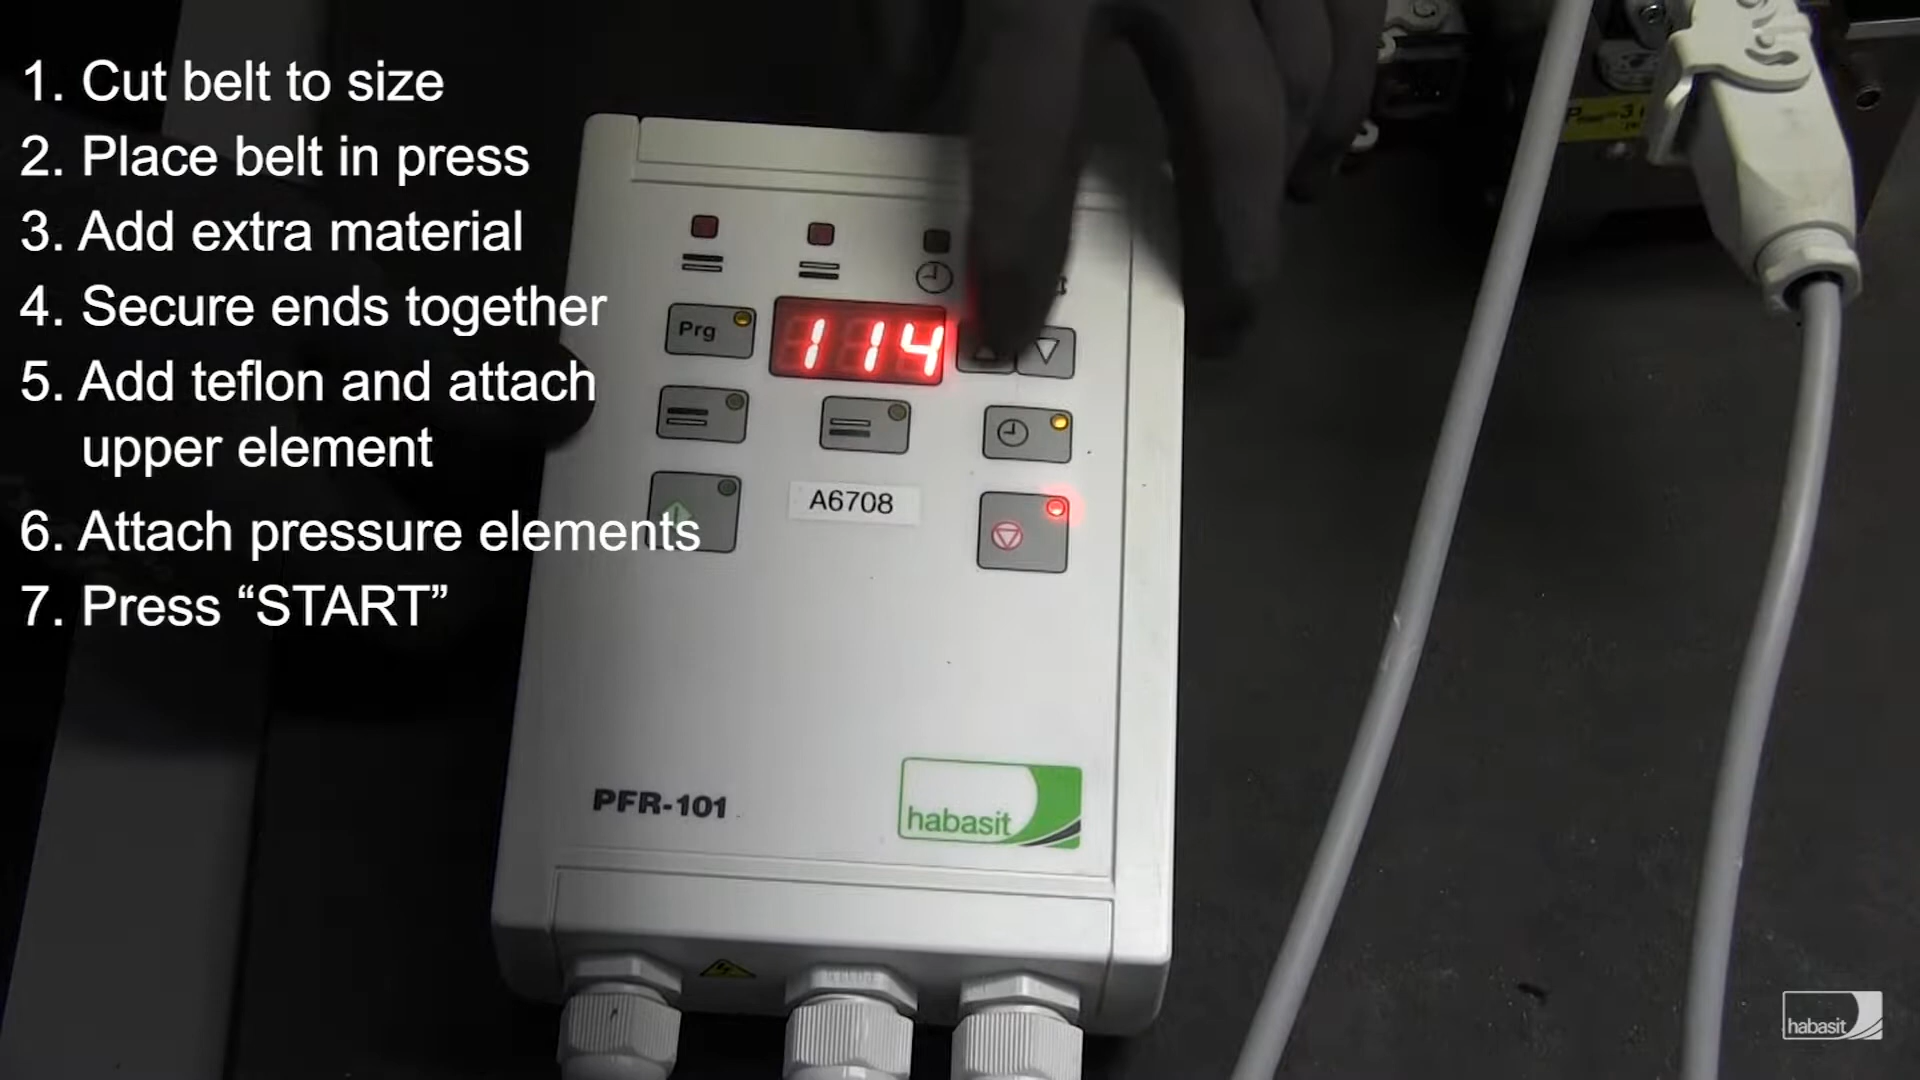 1. Cut belt to size
2. Place belt in press
3. Add extra material
4. Secure ends together
5. Add teflon and attach
upper element
6. Attach pressure elements
7. Press “START”
Prg
114
A6708
PFR-101
habasit
habasit